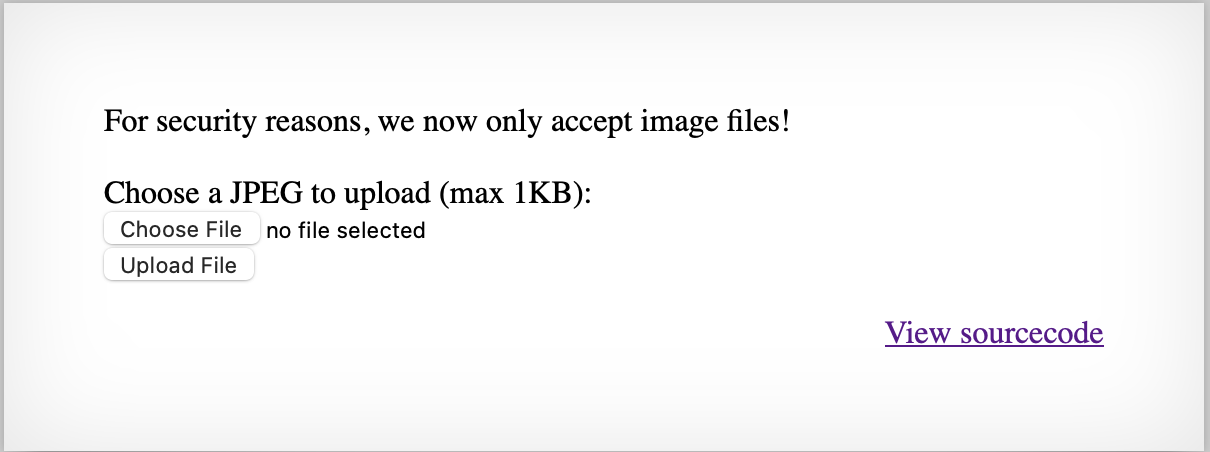 For security reasons, we now only accept image files!
Choose a JPEG to upload (max 1KB):
Choose File no file selected
Upload File
View sourcecode